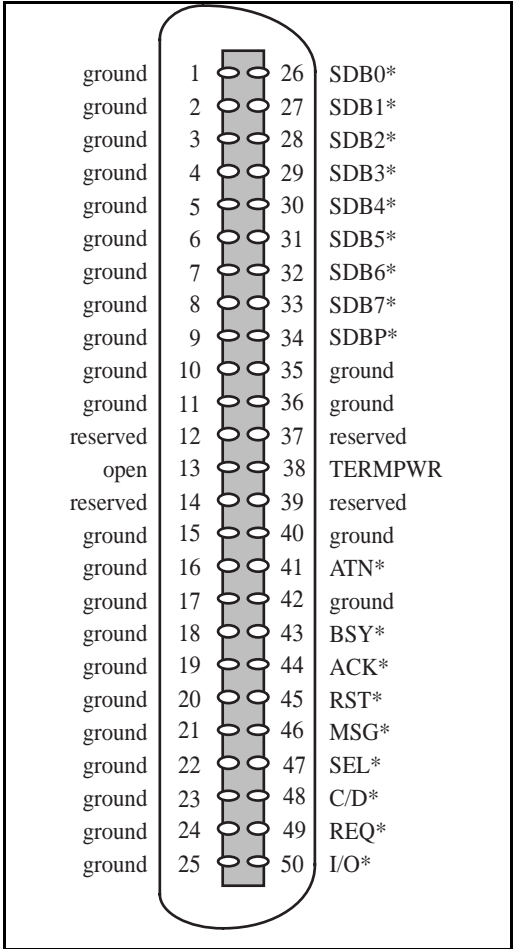 ground 1 26 SDB0*
ground 2 27 SDB1*
ground 3 28 SDB2*
ground 4 29 SDB3*
ground 5 30 SDB4*
ground 6 31 SDB5*
ground 7 32 SDB6*
ground 8 33 SDB7*
ground 9 34 SDBP*
ground 10 35 ground
ground 11 36 ground
reserved 12 37 reserved
open 13 38 TERMPWR
reserved 14 39 reserved
ground 15 40 ground
ground 16 41 ATN*
ground 17 42 ground
ground 18 43 BSY*
ground 19 44 ACK*
ground 20 45 RST*
ground 21 46 MSG*
ground 22 47 SEL*
ground 23 48 C/D*
ground 24 49 REQ*
ground 25 50 I/O*